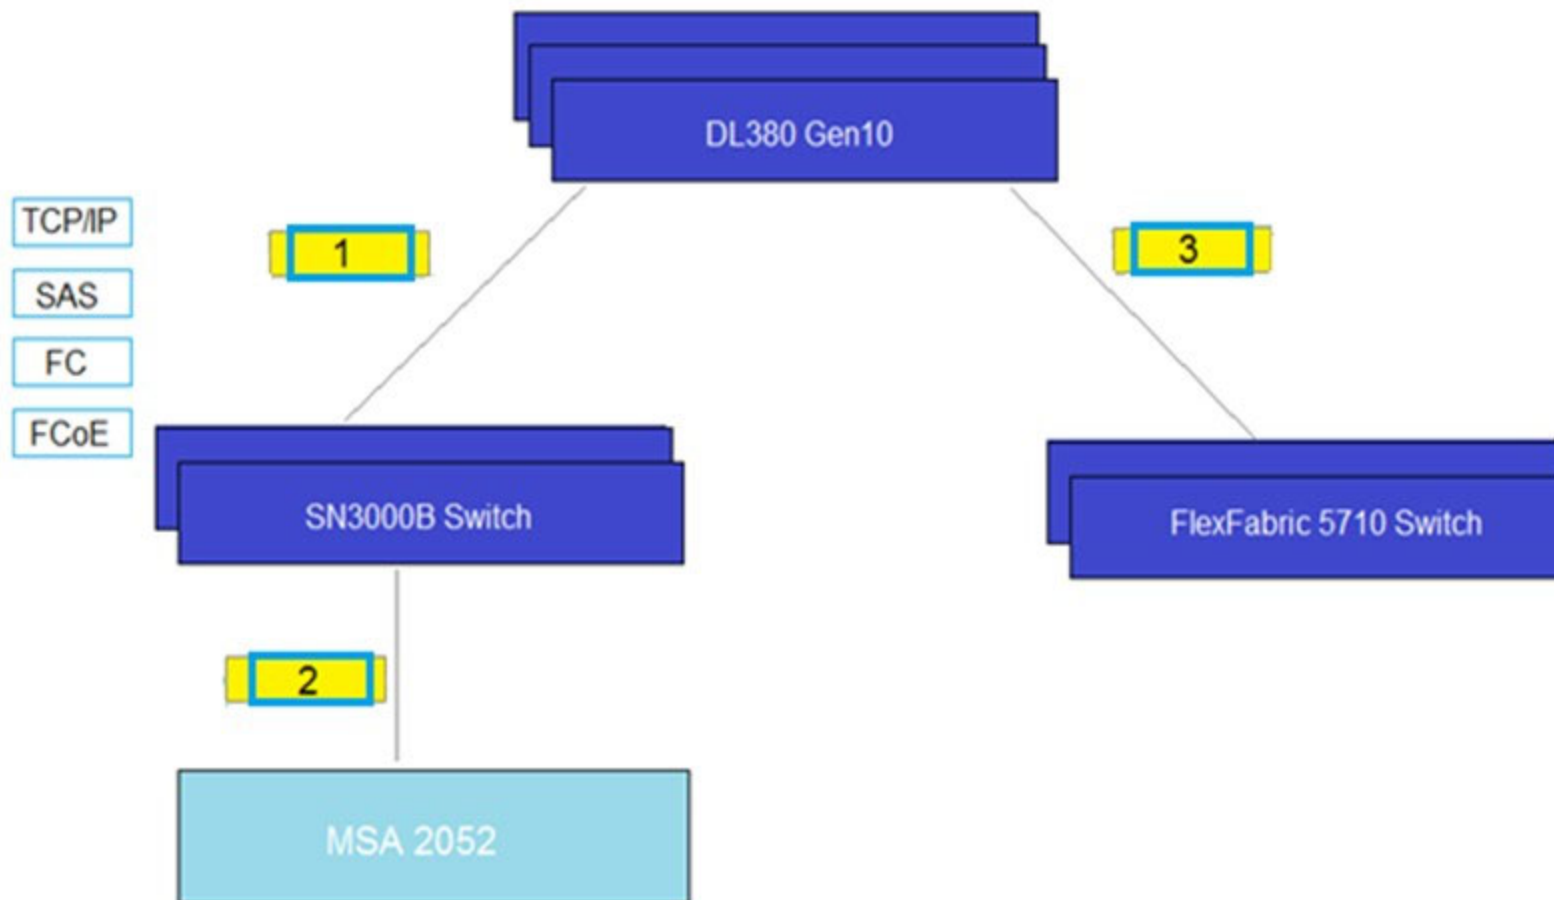 DL380 Gen10
TCP/IP
1
3
SAS
FC
FCoE
SN3000B Switch
FlexFabric 5710 Switch
2
MSA 2052